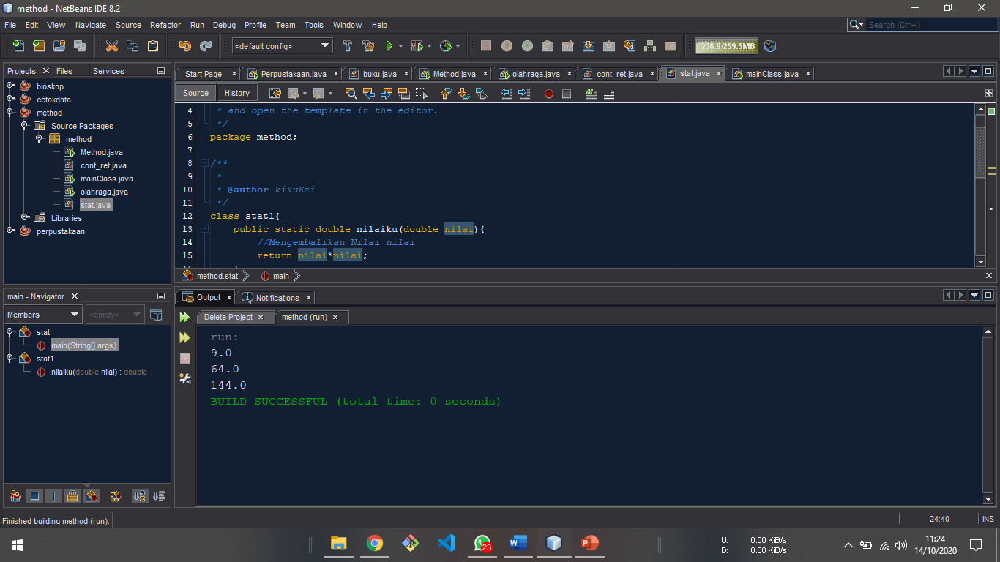 method - NetBeans IDE 8.2
File Edit View Navigate Source Refactor Run Debug Profile Team Tools Window Help
Search (Ctrl+I)
<default config>
236.9/259.5MB
Projects Files Services
bioskop
cetakdata
method
Source Packages
method
Method.java
cont_ret.java
mainClass.java
olahraga.java
stat.java
Libraries
perpustakaan
Start Page Perpustakaan.java buku.java Method.java olahraga.java cont_ret.java stat.java mainClass.java
Source History
4 * and open the template in the editor.
5 */
6 package method;
7
8 /**
9 *
10 * @author kikuKei
11 */
12 class stat1{
13 public static double nilaiku(double nilai){
14 //Mengembalikan Nilai nilai
15 return nilai*nilai;
method.stat main
main - Navigator
Members <empty>
stat
main(String[] args)
stat1
nilaiku(double nilai) : double
Output Notifications
Delete Project method (run)
run:
9.0
64.0
144.0
BUILD SUCCESSFUL (total time: 0 seconds)
Finished building method (run).
24:40 INS
23
U: 0.00 KiB/s
D: 0.00 KiB/s
11:24
14/10/2020